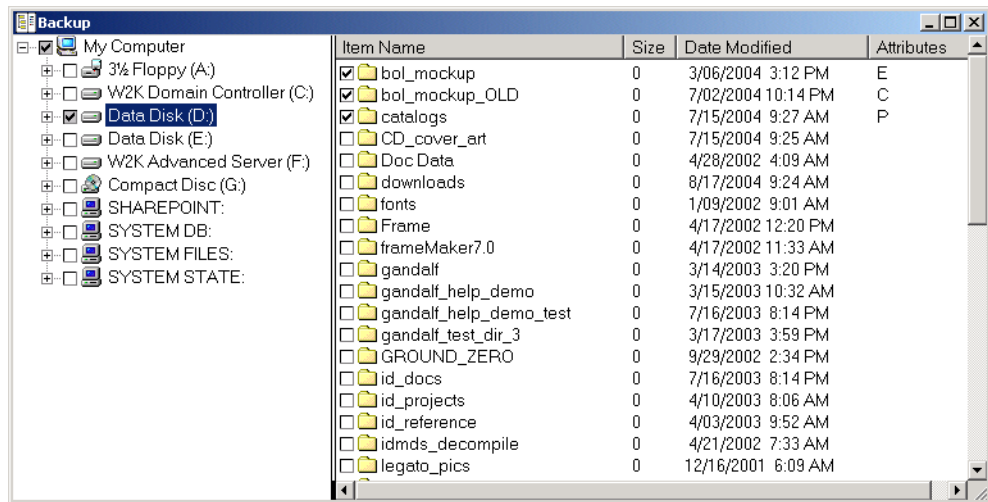 Backup
My Computer
3½ Floppy (A:)
W2K Domain Controller (C:)
Data Disk (D:)
Data Disk (E:)
W2K Advanced Server (F:)
Compact Disc (G:)
SHAREPOINT:
SYSTEM DB:
SYSTEM FILES:
SYSTEM STATE:
Item Name Size Date Modified Attributes
bol_mockup 0 3/06/2004 3:12 PM E
bol_mockup_OLD 0 7/02/2004 10:14 PM C
catalogs 0 7/15/2004 9:27 AM P
CD_cover_art 0 7/15/2004 9:25 AM
Doc Data 0 4/28/2002 4:09 AM
downloads 0 8/17/2004 9:24 AM
fonts 0 1/09/2002 9:01 AM
Frame 0 4/17/2002 12:20 PM
frameMaker7.0 0 4/17/2002 11:33 AM
gandalf 0 3/14/2003 3:20 PM
gandalf_help_demo 0 3/15/2003 10:32 AM
gandalf_help_demo_test 0 7/16/2003 8:14 PM
gandalf_test_dir_3 0 3/17/2003 3:59 PM
GROUND_ZERO 0 9/29/2002 2:34 PM
id_docs 0 7/16/2003 8:14 PM
id_projects 0 4/10/2003 8:06 AM
id_reference 0 4/03/2003 9:52 AM
idmds_decompile 0 4/21/2002 7:33 AM
legato_pics 0 12/16/2001 6:09 AM